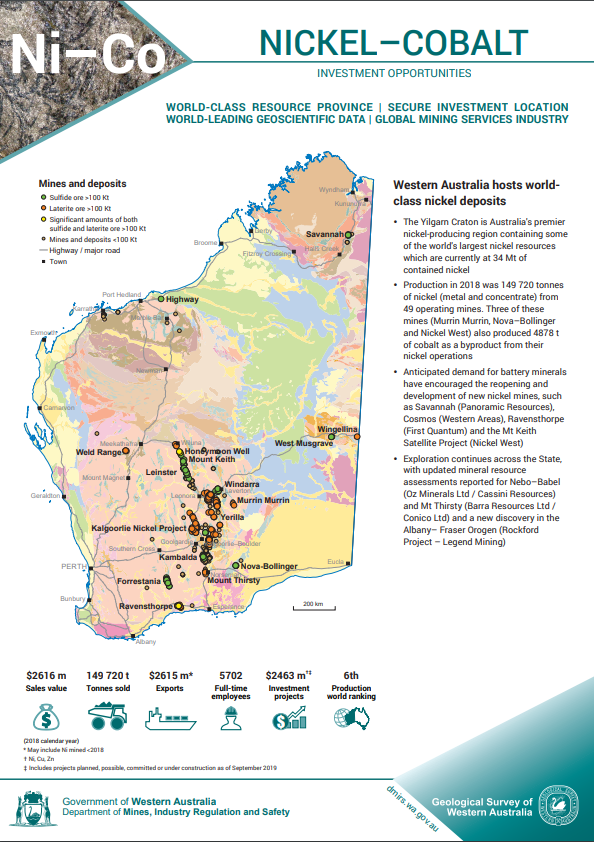 Ni–Co
NICKEL–COBALT
INVESTMENT OPPORTUNITIES
WORLD-CLASS RESOURCE PROVINCE | SECURE INVESTMENT LOCATION
WORLD-LEADING GEOSCIENTIFIC DATA | GLOBAL MINING SERVICES INDUSTRY
Mines and deposits
Sulfide ore >100 Kt
Laterite ore >100 Kt
Significant amounts of both
sulfide and laterite ore >100 Kt
Mines and deposits <100 Kt
Highway / major road
Town
Wyndham
Kununurra
Savannah
Derby
Broome
Halls Creek
Fitzroy Crossing
Port Hedland
Highway
Karratha
Marble Bar
Exmouth
Newman
Carnarvon
Wingellina
West Musgrave
Meekatharra
Wiluna
Weld Range
Honeymoon Well
Mount Keith
Leinster
Mount Magnet
Windarra
Laverton
Geraldton
Leonora
Murrin Murrin
Yerilla
Kalgoorlie Nickel Project
Goolgardie
Kalgoorlie–Boulder
Southern Cross
Kambalda
Nova-Bollinger
Eucla
PERTH
Norseman
Mount Thirsty
Forrestania
Bunbury
Ravensthorpe
Esperance
200 km
Albany
Western Australia hosts world-
class nickel deposits
• The Yilgarn Craton is Australia's premier
nickel-producing region containing some
of the world's largest nickel resources
which are currently at 34 Mt of
contained nickel
• Production in 2018 was 149 720 tonnes
of nickel (metal and concentrate) from
49 operating mines. Three of these
mines (Murrin Murrin, Nova–Bollinger
and Nickel West) also produced 4878 t
of cobalt as a byproduct from their
nickel operations
• Anticipated demand for battery minerals
have encouraged the reopening and
development of new nickel mines, such
as Savannah (Panoramic Resources),
Cosmos (Western Areas), Ravensthorpe
(First Quantum) and the Mt Keith
Satellite Project (Nickel West)
• Exploration continues across the State,
with updated mineral resource
assessments reported for Nebo–Babel
(Oz Minerals Ltd / Cassini Resources)
and Mt Thirsty (Barra Resources Ltd /
Conico Ltd) and a new discovery in the
Albany– Fraser Orogen (Rockford
Project – Legend Mining)
$2616 m
Sales value
149 720 t
Tonnes sold
$2615 m*
Exports
5702
Full-time
employees
$2463 m†‡
Investment
projects
6th
Production
world ranking
(2018 calendar year)
* May include Ni mined <2018
† Ni, Cu, Zn
‡ Includes projects planned, possible, committed or under construction as of September 2019
Government of Western Australia
Department of Mines, Industry Regulation and Safety
dmirs.wa.gov.au
Geological Survey of
Western Australia